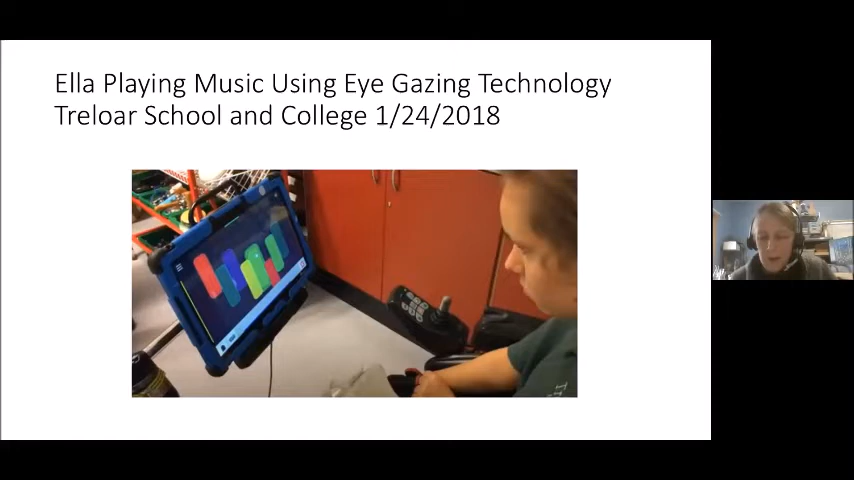 Ella Playing Music Using Eye Gazing Technology
Treloar School and College 1/24/2018